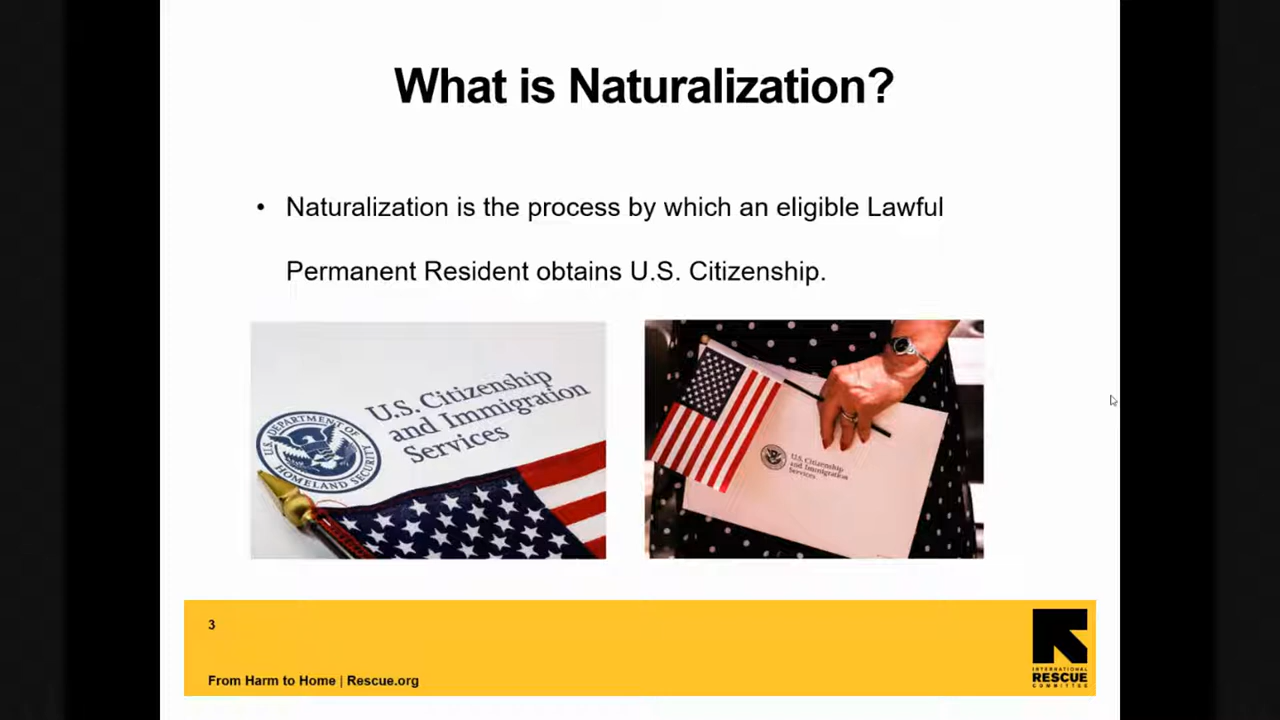 What is Naturalization?
• Naturalization is the process by which an eligible Lawful
Permanent Resident obtains U.S. Citizenship.
U.S. DEPARTMENT OF
HOMELAND SECURITY
U.S. Citizenship
and Immigration
Services
U.S. Citizenship
and Immigration
Services
3
From Harm to Home | Rescue.org
INTERNATIONAL
RESCUE
COMMITTEE